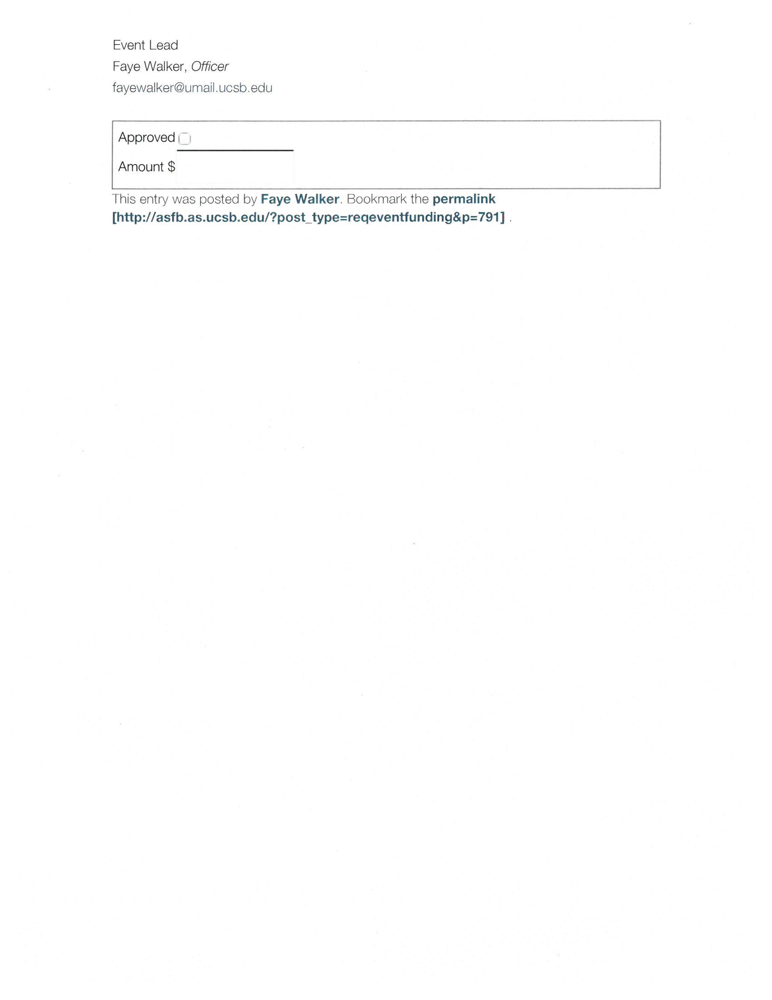 Event Lead
Faye Walker, Officer
fayewalker@umail.ucsb.edu
Approved
Amount $
This entry was posted by Faye Walker. Bookmark the permalink
[http://asfb.as.ucsb.edu/?post_type=reqeventfunding&p=791] .